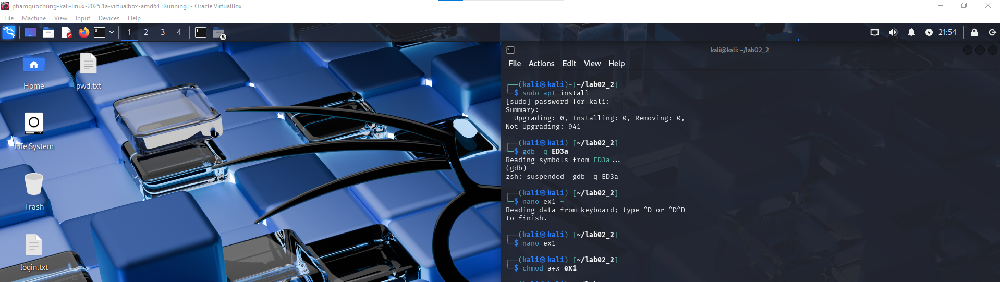 phamquochung-kali-linux-2025.1a-virtualbox-amd64 [Running] - Oracle VirtualBox
File Machine View Input Devices Help
1 2 3 4 5 21:54
pwd.txt
Home
File System
Trash
login.txt
kali@kali: ~/lab02_2
File Actions Edit View Help
┌──(kali㉿kali)-[~/lab02_2]
└─$ sudo apt install
[sudo] password for kali:
Summary:
  Upgrading: 0, Installing: 0, Removing: 0,
Not Upgrading: 941
┌──(kali㉿kali)-[~/lab02_2]
└─$ gdb -q ED3a
Reading symbols from ED3a...
(gdb)
zsh: suspended  gdb -q ED3a
┌──(kali㉿kali)-[~/lab02_2]
└─$ nano ex1 -
Reading data from keyboard; type ^D or ^D^D
to finish.
┌──(kali㉿kali)-[~/lab02_2]
└─$ nano ex1
┌──(kali㉿kali)-[~/lab02_2]
└─$ chmod a+x ex1